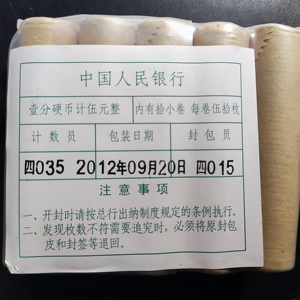 中国人民银行
壹分硬币计伍元整 内有拾小卷 每卷伍拾枚
计数员 包装日期 封包员
四035 2012年09月20日 四015
注意事项
一、开封时请按总行出纳制度规定的条例执行。
二、发现枚数不符需要追究时，必须将原封包
皮和封签等退回。